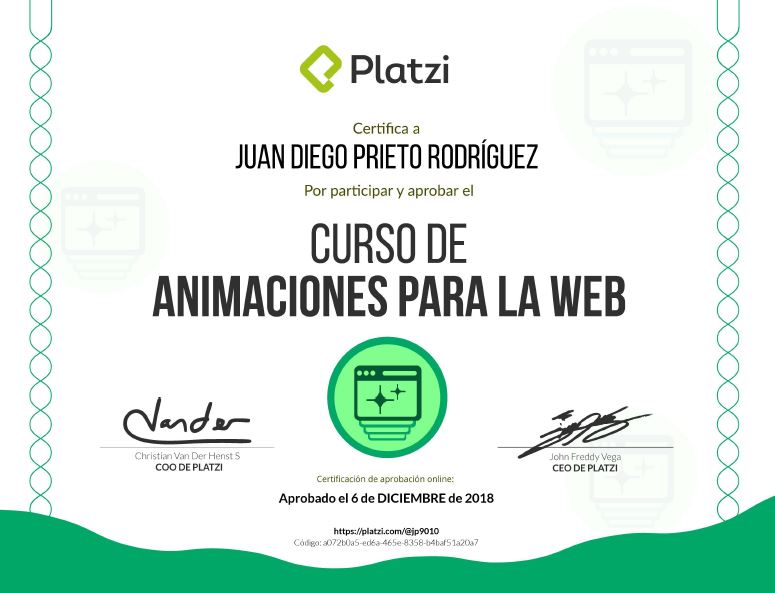 Platzi
Certifica a
JUAN DIEGO PRIETO RODRÍGUEZ
Por participar y aprobar el
CURSO DE
ANIMACIONES PARA LA WEB
Vander
Christian Van Der Henst S
COO DE PLATZI
John Freddy Vega
CEO DE PLATZI
Certificación de aprobación online:
Aprobado el 6 de DICIEMBRE de 2018
https://platzi.com/@jp9010
Código: a072b0a5-ed6a-465e-8358-b4baf51a20a7